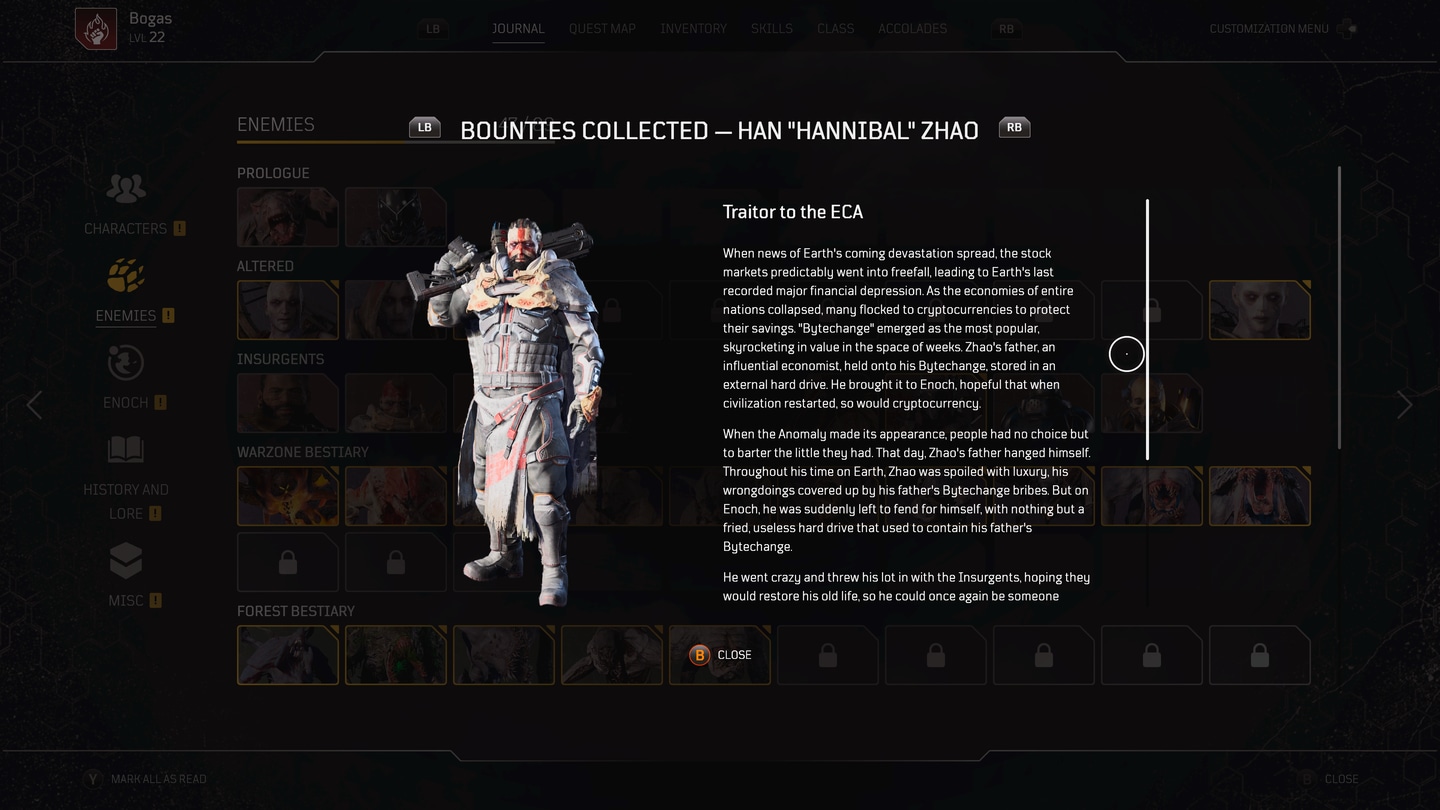 Bogas
LVL 22
LB
JOURNAL
QUEST MAP
INVENTORY
SKILLS
CLASS
ACCOLADES
RB
CUSTOMIZATION MENU
ENEMIES
LB
BOUNTIES COLLECTED — HAN "HANNIBAL" ZHAO
RB
PROLOGUE
CHARACTERS !
ALTERED
ENEMIES !
INSURGENTS
ENOCH !
WARZONE BESTIARY
HISTORY AND
LORE !
MISC !
FOREST BESTIARY
Traitor to the ECA
When news of Earth's coming devastation spread, the stock
markets predictably went into freefall, leading to Earth's last
recorded major financial depression. As the economies of entire
nations collapsed, many flocked to cryptocurrencies to protect
their savings. "Bytechange" emerged as the most popular,
skyrocketing in value in the space of weeks. Zhao's father, an
influential economist, held onto his Bytechange, stored in an
external hard drive. He brought it to Enoch, hopeful that when
civilization restarted, so would cryptocurrency.
When the Anomaly made its appearance, people had no choice but
to barter the little they had. That day, Zhao's father hanged himself.
Throughout his time on Earth, Zhao was spoiled with luxury, his
wrongdoings covered up by his father's Bytechange bribes. But on
Enoch, he was suddenly left to fend for himself, with nothing but a
fried, useless hard drive that used to contain his father's
Bytechange.
He went crazy and threw his lot in with the Insurgents, hoping they
would restore his old life, so he could once again be someone
B CLOSE
Y MARK ALL AS READ
B CLOSE